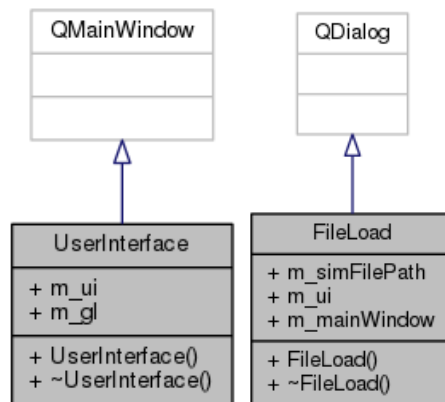 QMainWindow
UserInterface
+ m_ui
+ m_gl
+ UserInterface()
+ ~UserInterface()
QDialog
FileLoad
+ m_simFilePath
+ m_ui
+ m_mainWindow
+ FileLoad()
+ ~FileLoad()